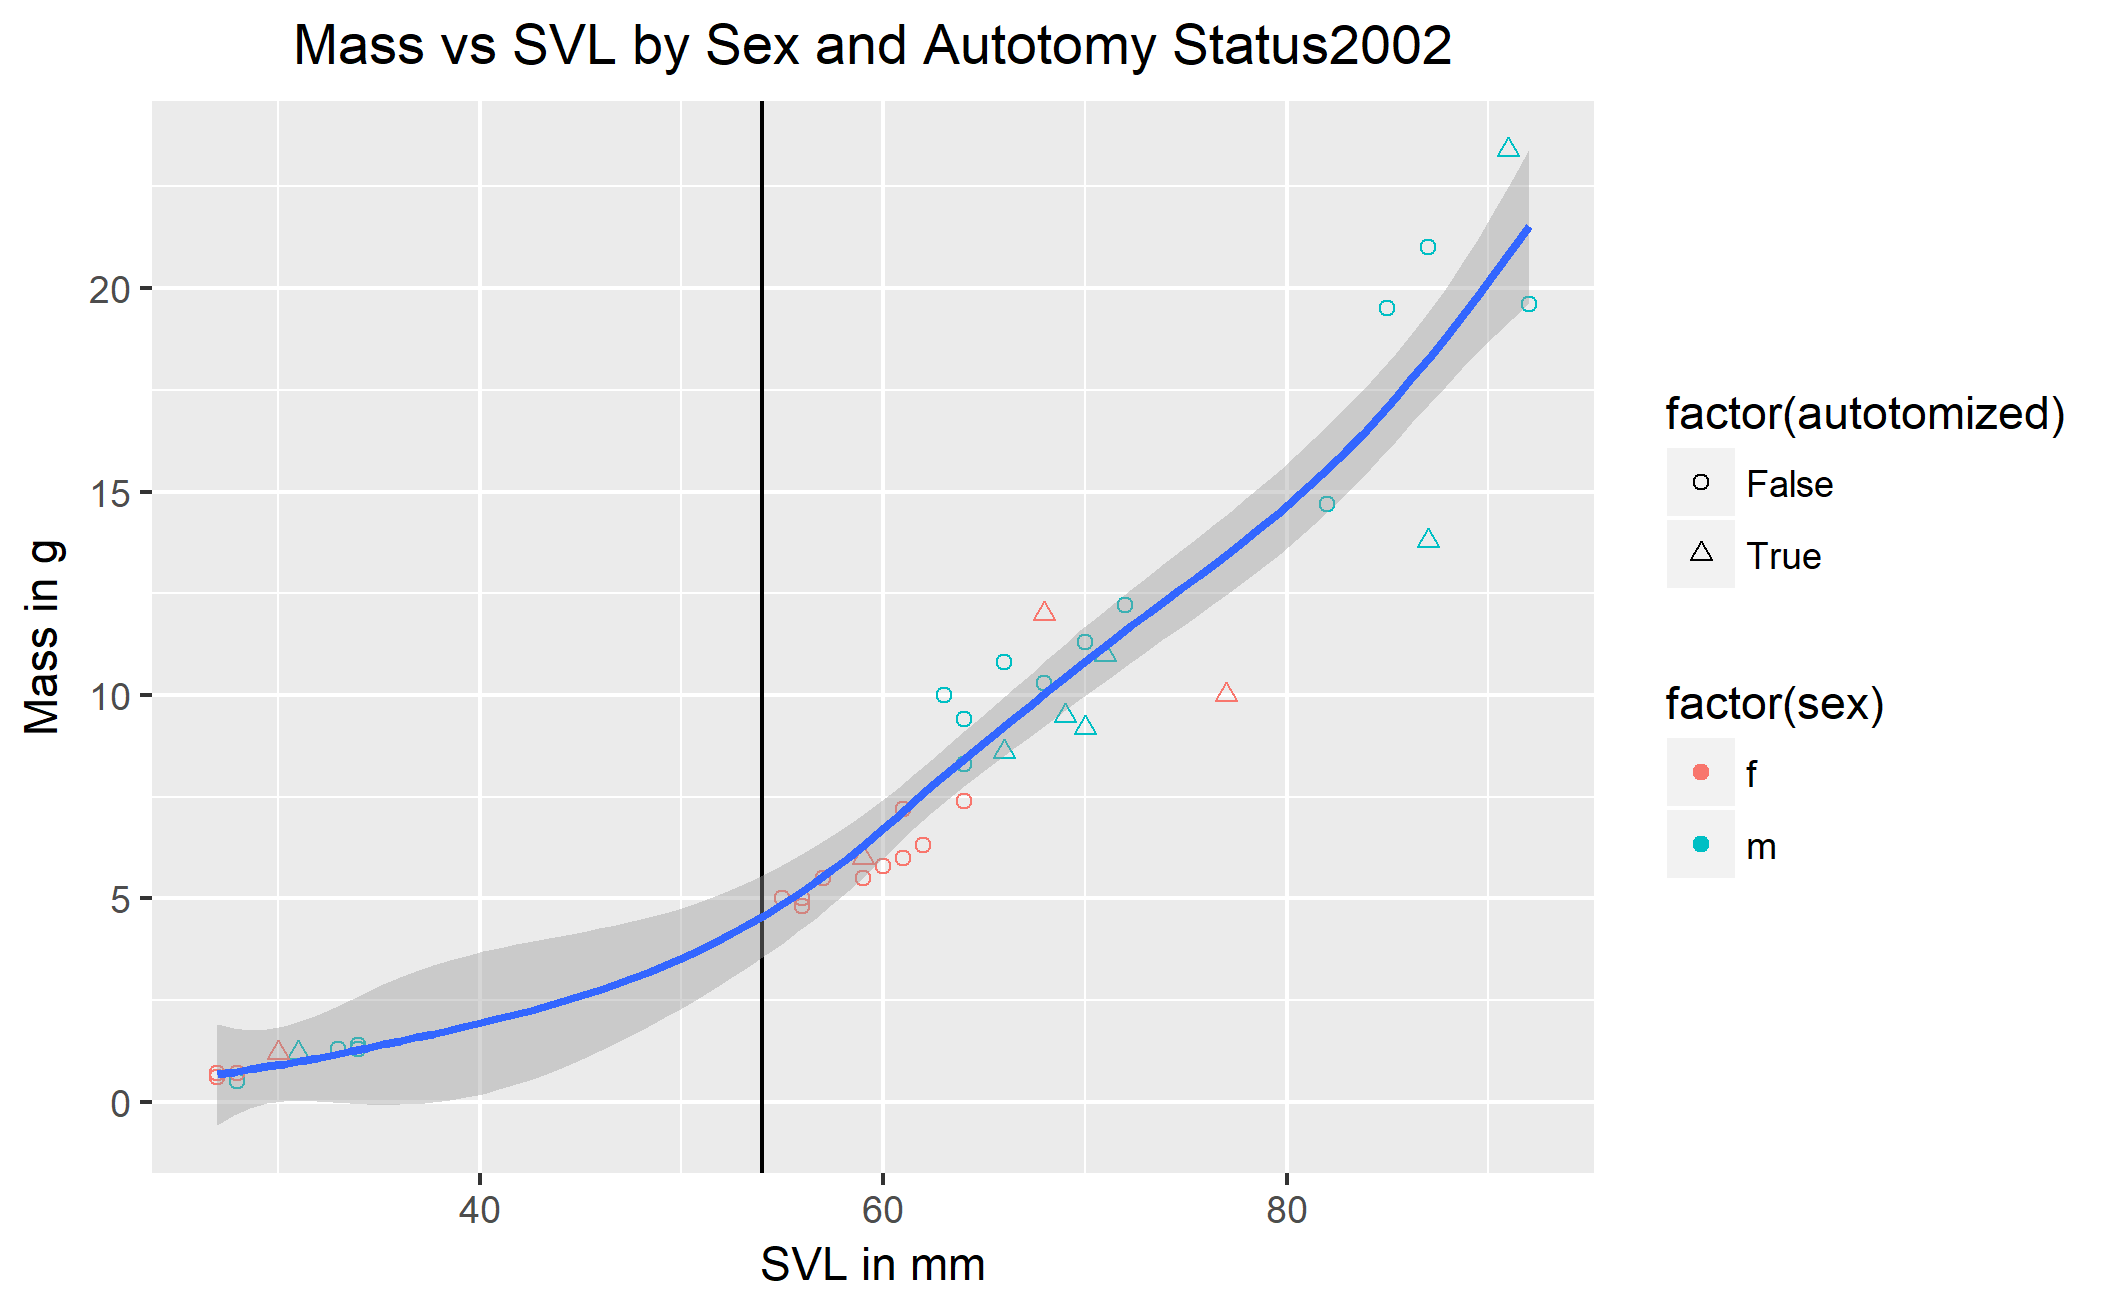 Mass vs SVL by Sex and Autotomy Status2002
Mass in g
20
15
10
5
0
40
60
80
SVL in mm
factor(autotomized)
False
True
factor(sex)
f
m